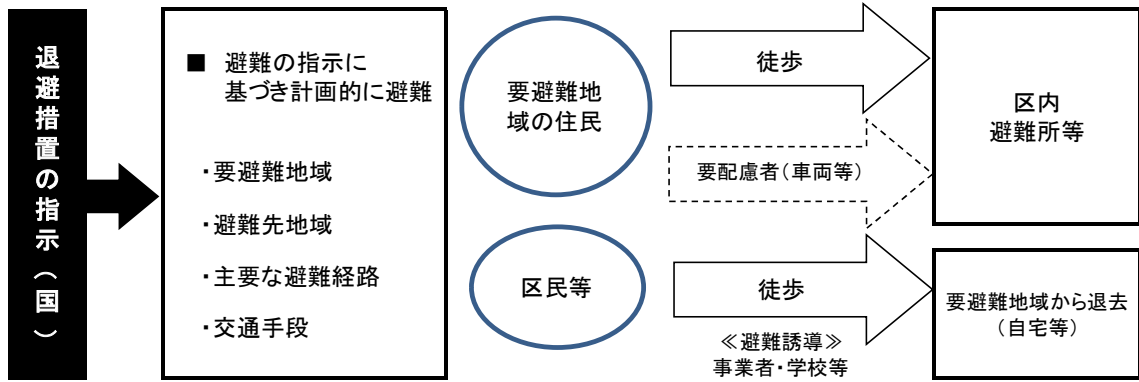 退避措置の指示（国）
■ 避難の指示に
基づき計画的に避難
・要避難地域
・避難先地域
・主要な避難経路
・交通手段
要避難地
域の住民
区民等
徒歩
要配慮者（車両等）
徒歩
≪避難誘導≫
事業者・学校等
区内
避難所等
要避難地域から退去
（自宅等）